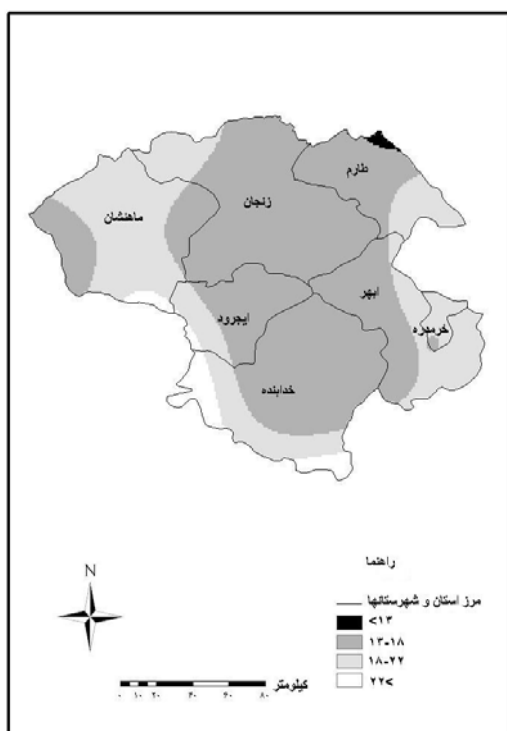 طارم
زنجان
ماهنشان
ابهر
خرمدره
ایجرود
خدابنده
راهنما
N
مرز استان و شهرستانها
<۱۳
۱۳-۱۸
۱۸-۲۲
۲۲>
کیلومتر
۰ ۱۰ ۲۰ ۴۰ ۶۰ ۸۰